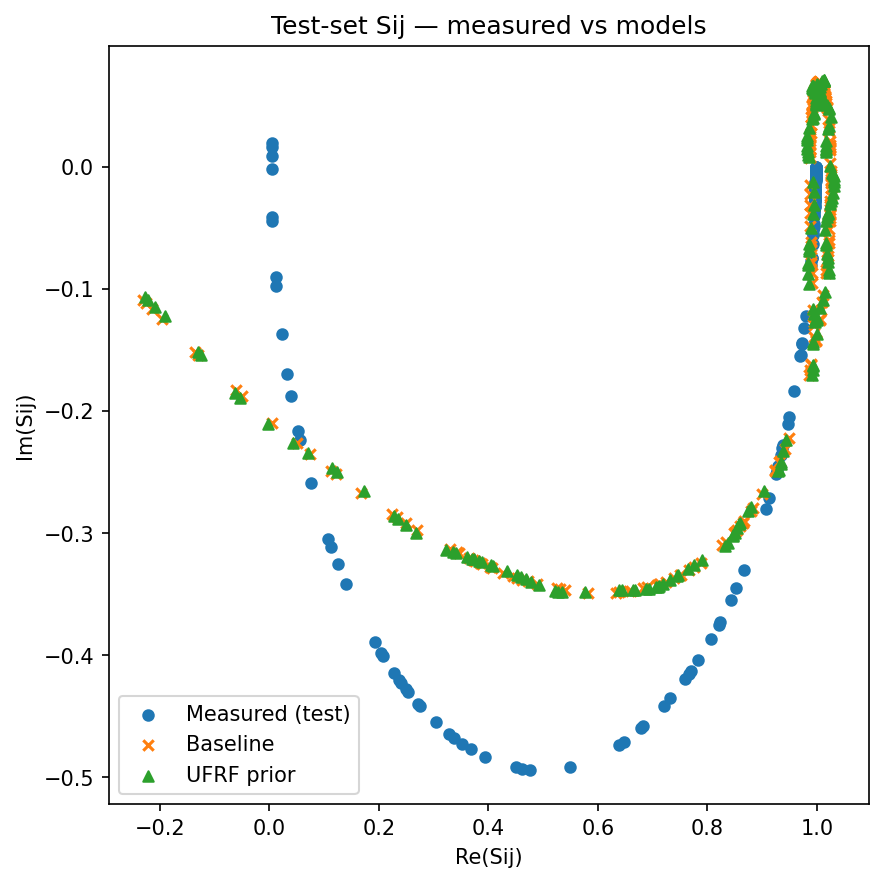 Test-set Sij — measured vs models
0.0
−0.1
−0.2
−0.3
−0.4
−0.5
Im(Sij)
Measured (test)
Baseline
UFRF prior
−0.2
0.0
0.2
0.4
0.6
0.8
1.0
Re(Sij)